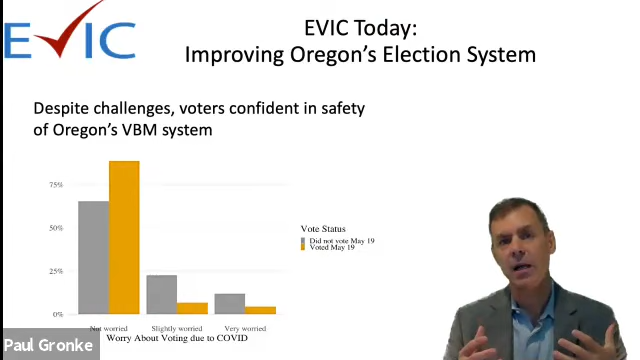 EVIC
EVIC Today:
Improving Oregon's Election System
Despite challenges, voters confident in safety
of Oregon's VBM system
75%
50%
25%
0%
Not worried
Slightly worried
Very worried
Worry About Voting due to COVID
Vote Status
Did not vote May 19
Voted May 19
Paul Gronke